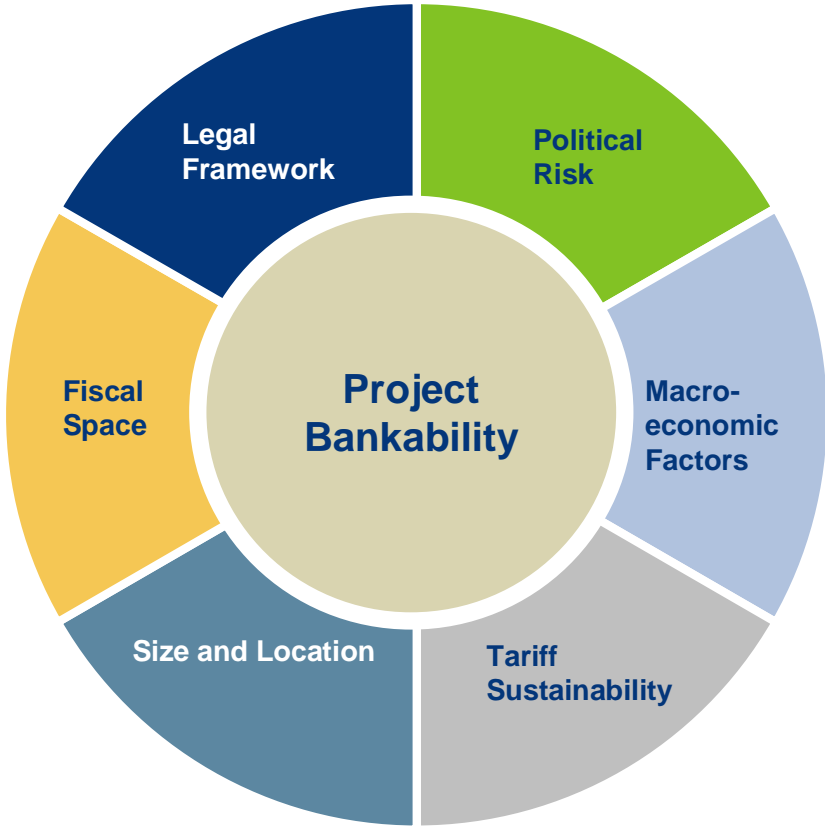 Legal
Framework
Political
Risk
Fiscal
Space
Project
Bankability
Macro-
economic
Factors
Size and Location
Tariff
Sustainability